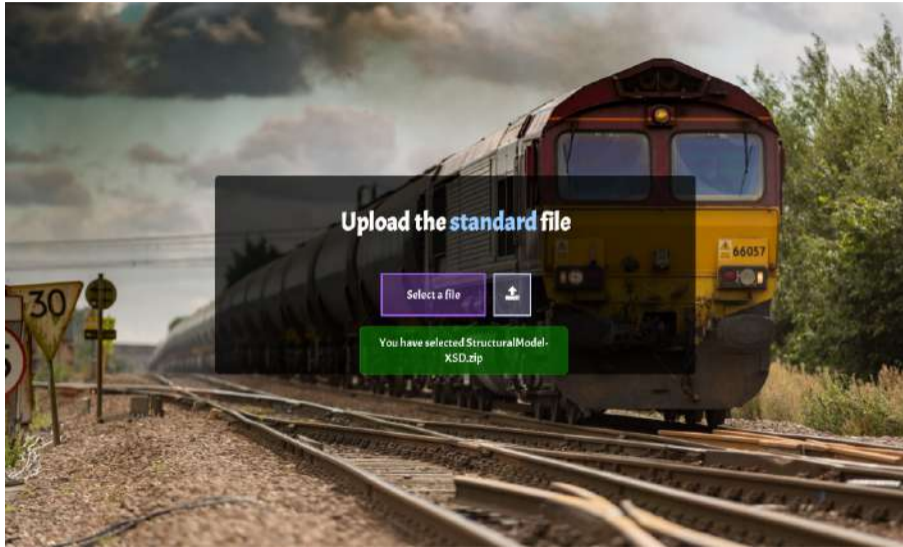 Upload the standard file
66057
Select a file
30
You have selected StructuralModel-
XSD.zip